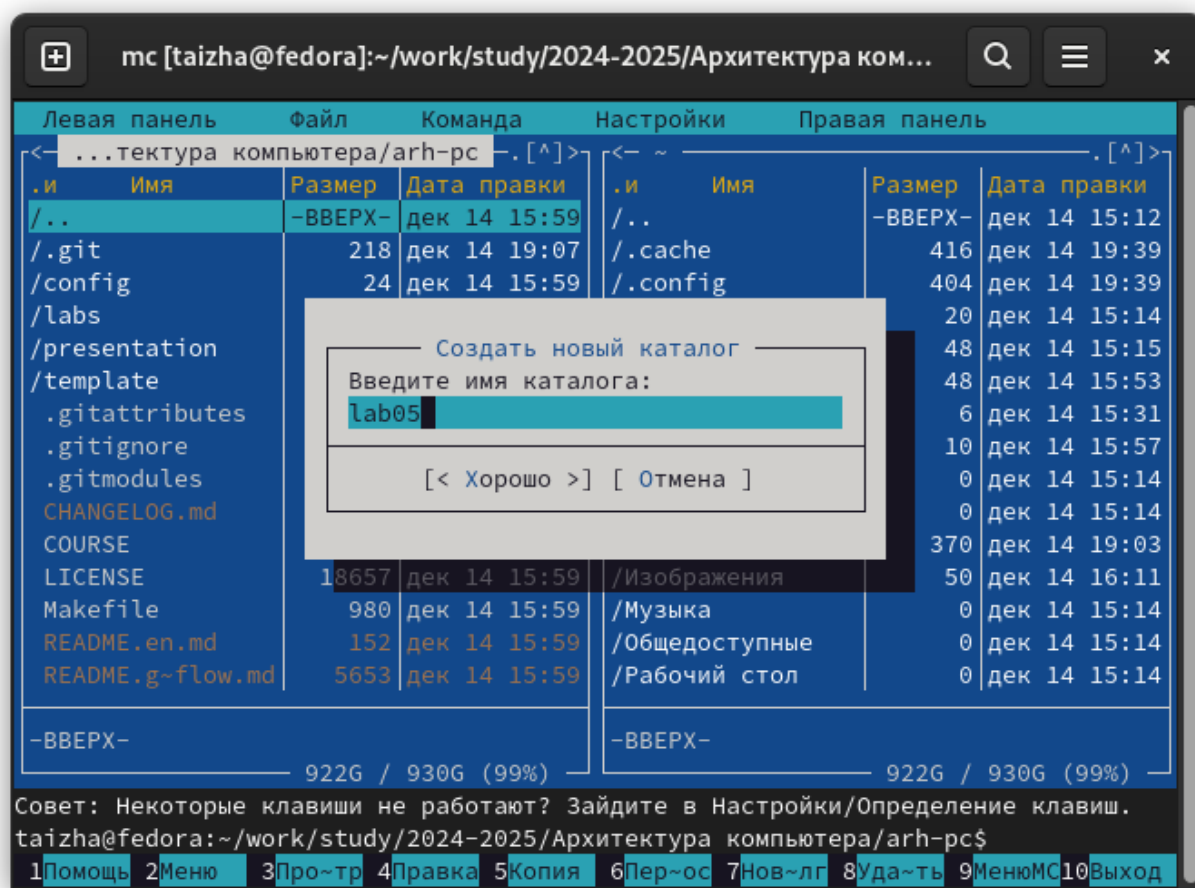 mc [taizha@fedora]:~/work/study/2024-2025/Архитектура ком...
Левая панель Файл Команда Настройки Правая панель
<— ...тектура компьютера/arh-pc —.[^]>
<— ~ —.[^]>
.и Имя Размер Дата правки
.и Имя Размер Дата правки
/.. -ВВЕРХ- дек 14 15:59
/.. -ВВЕРХ- дек 14 15:12
/.git 218 дек 14 19:07
/.cache 416 дек 14 19:39
/config 24 дек 14 15:59
/.config 404 дек 14 19:39
/labs
20 дек 14 15:14
/presentation
48 дек 14 15:15
/template
48 дек 14 15:53
.gitattributes
6 дек 14 15:31
.gitignore
10 дек 14 15:57
.gitmodules
0 дек 14 15:14
CHANGELOG.md
0 дек 14 15:14
COURSE
370 дек 14 19:03
LICENSE 18657 дек 14 15:59
/Изображения 50 дек 14 16:11
Makefile 980 дек 14 15:59
/Музыка 0 дек 14 15:14
README.en.md 152 дек 14 15:59
/Общедоступные 0 дек 14 15:14
README.g~flow.md 5653 дек 14 15:59
/Рабочий стол 0 дек 14 15:14
Создать новый каталог
Введите имя каталога:
lab05
[< Хорошо >] [ Отмена ]
-ВВЕРХ-
-ВВЕРХ-
922G / 930G (99%)
922G / 930G (99%)
Совет: Некоторые клавиши не работают? Зайдите в Настройки/Определение клавиш.
taizha@fedora:~/work/study/2024-2025/Архитектура компьютера/arh-pc$
1Помощь 2Меню 3Про~тр 4Правка 5Копия 6Пер~ос 7Нов~лг 8Уда~ть 9МенюМС10Выход